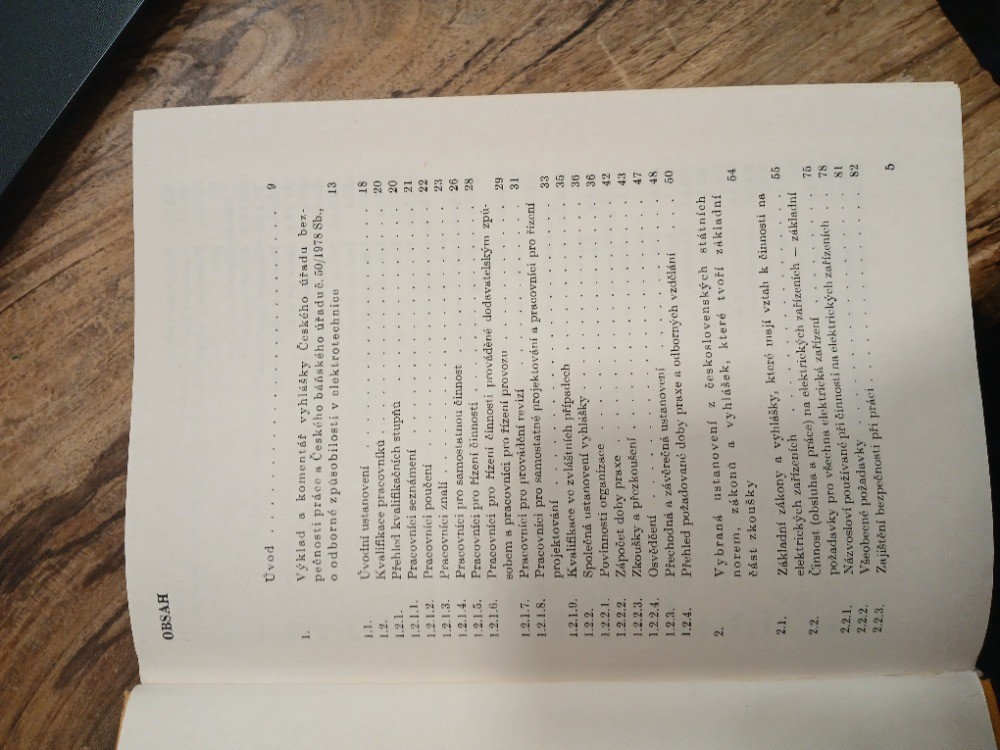 OBSAH
Úvod . . . . . . . . . . . . . . . . . . . . . 9
1. Výklad a komentář vyhlášky Českého úřadu bez-
pečnosti práce a Českého báňského úřadu č. 50/1978 Sb.,
o odborné způsobilosti v elektrotechnice 13
1.1. Úvodní ustanovení . . . . . . . . . . . . . 18
1.2. Kvalifikace pracovníků . . . . . . . . . . . . 20
1.2.1. Přehled kvalifikačních stupňů . . . . . . . . . . 20
1.2.1.1. Pracovníci seznámení . . . . . . . . . . . . 21
1.2.1.2. Pracovníci poučení . . . . . . . . . . . . . 22
1.2.1.3. Pracovníci znalí . . . . . . . . . . . . . . 23
1.2.1.4. Pracovníci pro samostatnou činnost . . . . . . . . 26
1.2.1.5. Pracovníci pro řízení činnosti . . . . . . . . . . 28
1.2.1.6. Pracovníci pro řízení činnosti prováděné dodavatelským způ-
sobem a pracovníci pro řízení provozu . . . . . . . 29
1.2.1.7. Pracovníci pro provádění revizí . . . . . . . . . 31
1.2.1.8. Pracovníci pro samostatné projektování a pracovníci pro řízení
projektování . . . . . . . . . . . . . . . 33
1.2.1.9. Kvalifikace ve zvláštních případech . . . . . . . . 35
1.2.2. Společná ustanovení vyhlášky . . . . . . . . . . 36
1.2.2.1. Povinnosti organizace . . . . . . . . . . . . 36
1.2.2.2. Zápočet doby praxe . . . . . . . . . . . . . 42
1.2.2.3. Zkoušky a přezkoušení . . . . . . . . . . . . 43
1.2.2.4. Osvědčení . . . . . . . . . . . . . . . . 47
1.2.3. Přechodná a závěrečná ustanovení . . . . . . . . . 48
1.2.4. Přehled požadované doby praxe a odborných vzdělání . . . 50
2. Vybraná ustanovení z československých státních
norem, zákonů a vyhlášek, které tvoří základní
část zkoušky 54
2.1. Základní zákony a vyhlášky, které mají vztah k činnosti na
elektrických zařízeních . . . . . . . . . . . . 55
2.2. Činnost (obsluha a práce) na elektrických zařízeních — základní
požadavky pro všechna elektrická zařízení . . . . . . 75
2.2.1. Názvosloví používané při činnosti na elektrických zařízeních . . 78
2.2.2. Všeobecné požadavky . . . . . . . . . . . . 81
2.2.3. Zajištění bezpečnosti při práci . . . . . . . . . . 82
5